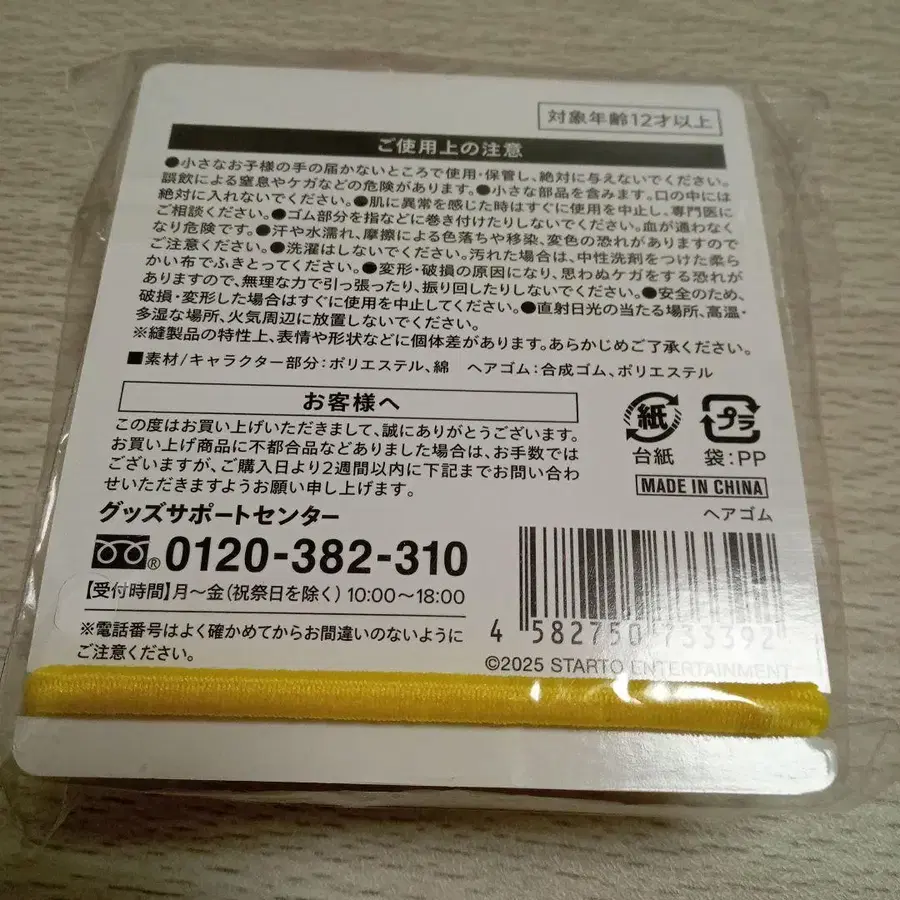 対象年齢12才以上
ご使用上の注意
●小さなお子様の手の届かないところで使用・保管し、絶対に与えないでください。
誤飲による窒息やケガなどの危険があります。●小さな部品を含みます。口の中には
絶対に入れないでください。●肌に異常を感じた時はすぐに使用を中止し、専門医に
ご相談ください。●ゴム部分を指などに巻き付けたりしないでください。血が通わなく
なり危険です。●汗や水濡れ、摩擦による色落ちや移染、変色の恐れがありますので
ご注意ください。●洗濯はしないでください。汚れた場合は、中性洗剤をつけた柔ら
かい布でふきとってください。●変形・破損の原因になり、思わぬケガをする恐れが
ありますので、無理な力で引っ張ったり、振り回したりしないでください。●安全のため、
破損・変形した場合はすぐに使用を中止してください。●直射日光の当たる場所、高温・
多湿な場所、火気周辺に放置しないでください。
※縫製品の特性上、表情や形状などに個体差があります。あらかじめご了承ください。
■素材/キャラクター部分:ポリエステル、綿 ヘアゴム:合成ゴム、ポリエステル
お客様へ
この度はお買い上げいただきまして、誠にありがとうございます。
お買い上げ商品に不都合品などありました場合は、お手数では
ございますが、ご購入日より2週間以内に下記までお問い合わ
せいただきますようお願い申し上げます。
グッズサポートセンター
®0120-382-310
【受付時間】月〜金(祝祭日を除く)10:00〜18:00
※電話番号はよく確かめてからお間違いのないように
ご注意ください。
紙
台紙
プラ
袋:PP
MADE IN CHINA
ヘアゴム
4 582750 733392
©2025 STARTO ENTERTAINMENT